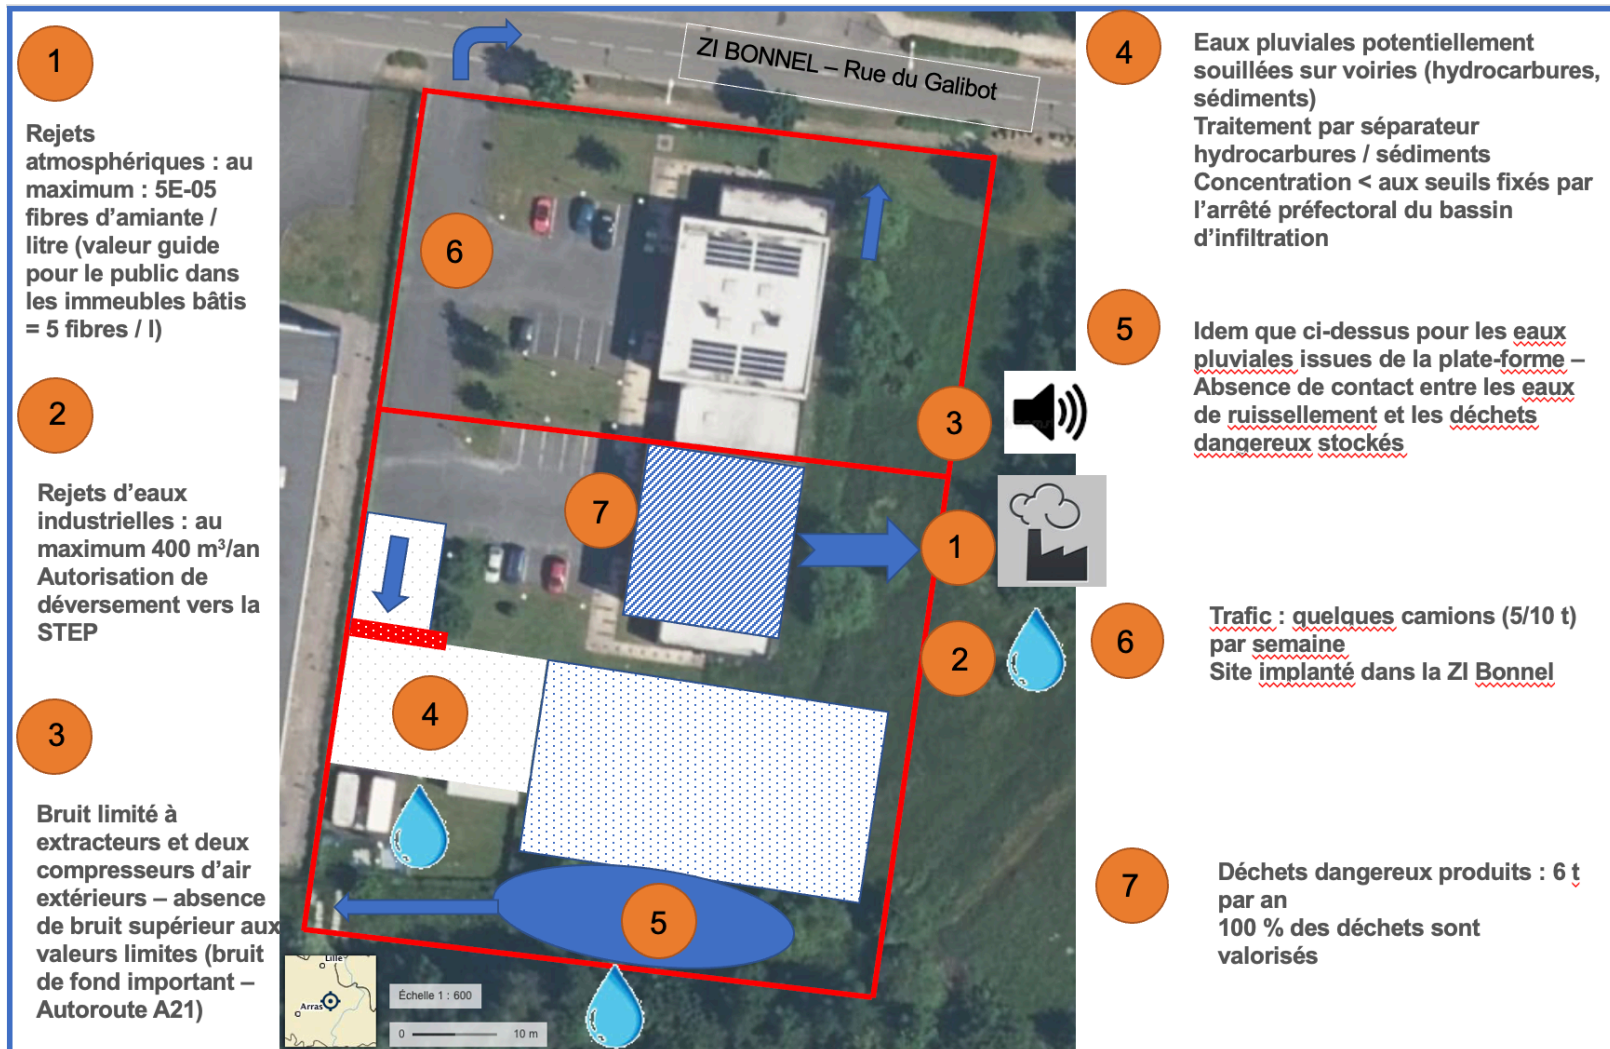 1
Rejets
atmosphériques : au
maximum : 5E-05
fibres d’amiante /
litre (valeur guide
pour le public dans
les immeubles bâtis
= 5 fibres / l)
2
Rejets d’eaux
industrielles : au
maximum 400 m³/an
Autorisation de
déversement vers la
STEP
3
Bruit limité à
extracteurs et deux
compresseurs d’air
extérieurs – absence
de bruit supérieur aux
valeurs limites (bruit
de fond important –
Autoroute A21)
ZI BONNEL – Rue du Galibot
6
3
7
1
2
4
5
Lille
Arras
Échelle 1 : 600
0 10 m
4
Eaux pluviales potentiellement
souillées sur voiries (hydrocarbures,
sédiments)
Traitement par séparateur
hydrocarbures / sédiments
Concentration < aux seuils fixés par
l’arrêté préfectoral du bassin
d’infiltration
5
Idem que ci-dessus pour les eaux
pluviales issues de la plate-forme –
Absence de contact entre les eaux
de ruissellement et les déchets
dangereux stockés
6
Trafic : quelques camions (5/10 t)
par semaine
Site implanté dans la ZI Bonnel
7
Déchets dangereux produits : 6 t
par an
100 % des déchets sont
valorisés